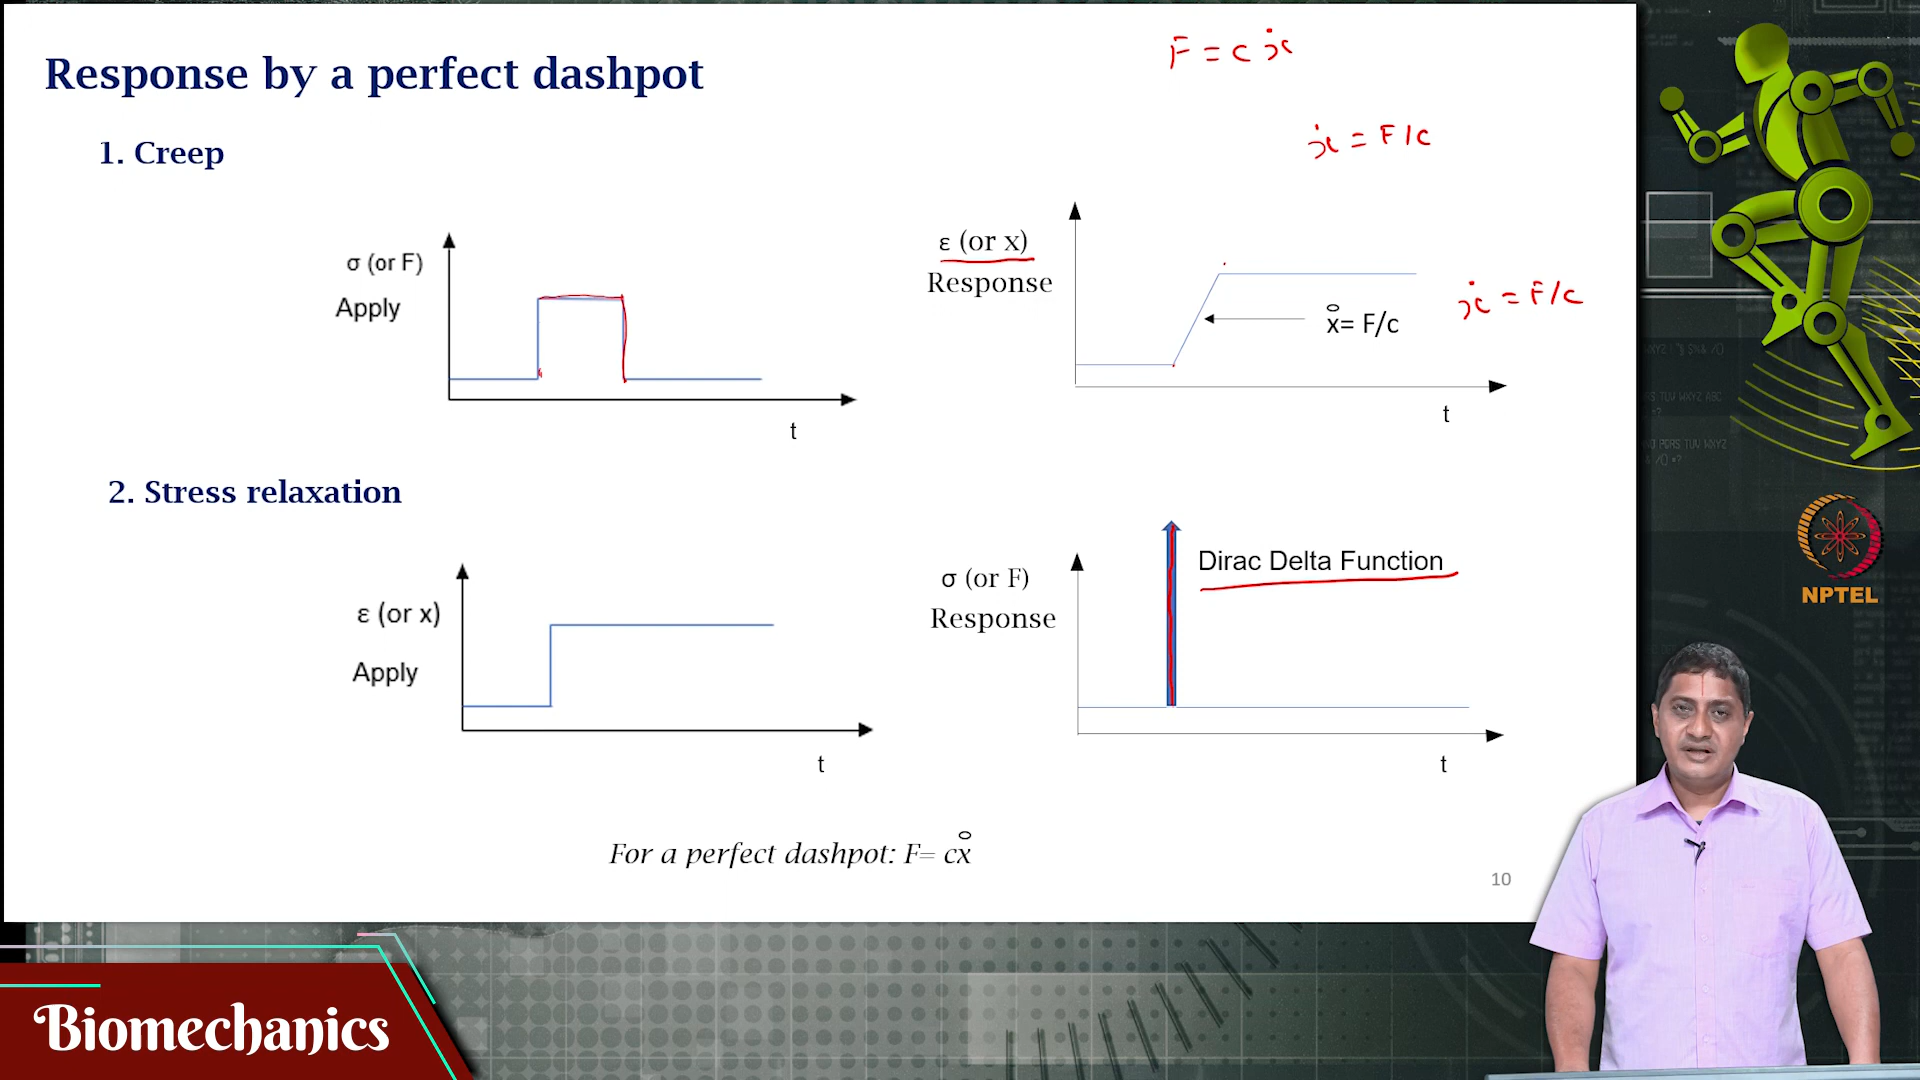 Response by a perfect dashpot
F = c ẋ
ẋ = F/c
1. Creep
σ (or F)
Apply
t
ε (or x)
Response
x̊= F/c
ẋ = F/c
t
2. Stress relaxation
ε (or x)
Apply
t
σ (or F)
Response
Dirac Delta Function
t
For a perfect dashpot: F= cx̊
10
NPTEL
Biomechanics